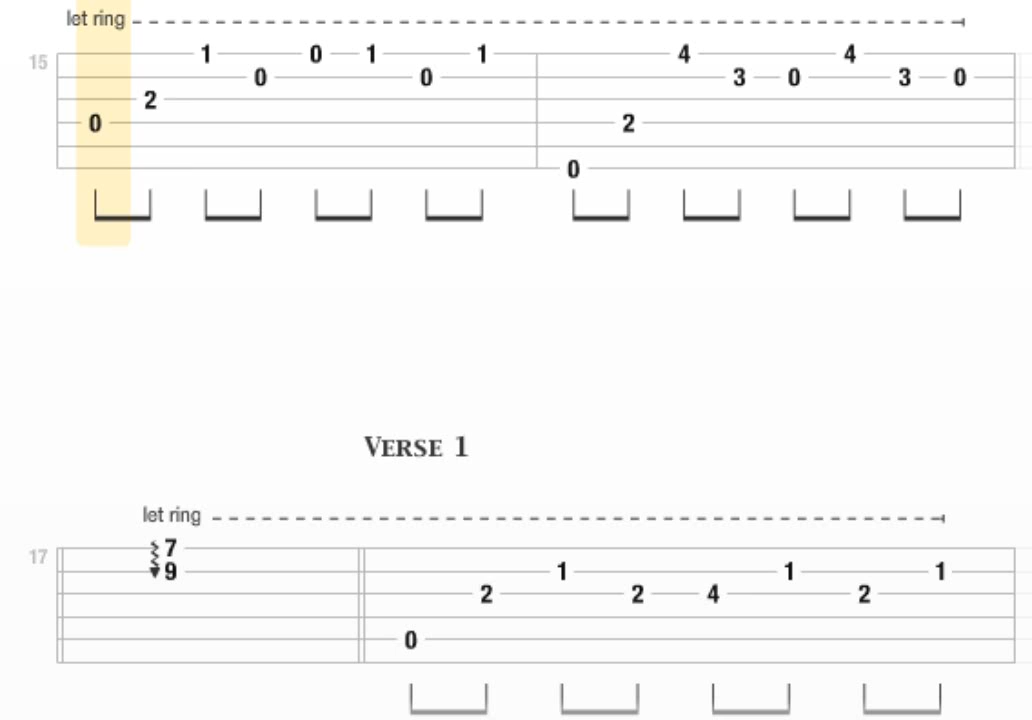 let ring
15 1 0 1 1 4 4
0 0 3 0 3 0
2
0 2
0
VERSE 1
let ring
17 7
9 1 1 1
2 2 4 2
0